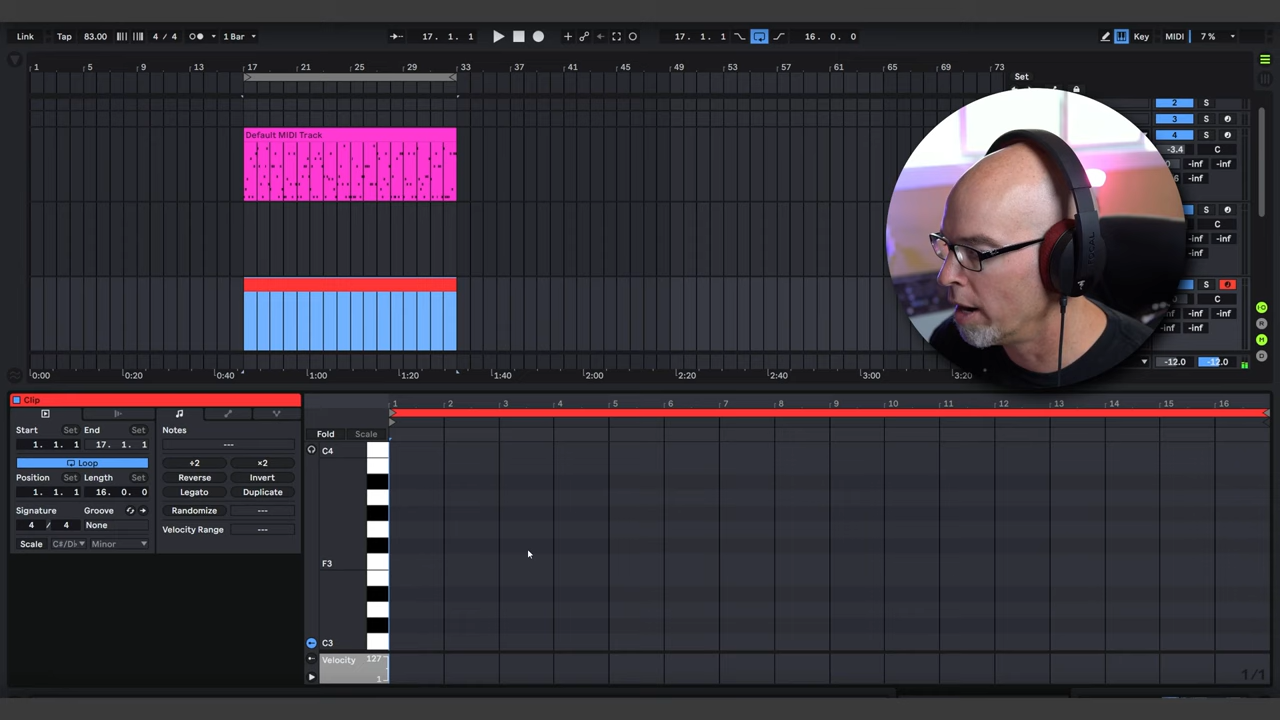 Link Tap 83.00 4 / 4 1 Bar 17. 1. 1 17. 1. 1 16. 0. 0 Key MIDI 7 %
1 5 9 13 17 21 25 29 33 37 41 45 49 53 57 61 65 69 73
Set
2 S
3 S
Default MIDI Track 4 S
-3.4 C
-inf -inf
-inf
S
C
-inf -inf
-inf
S
C
-inf -inf
-inf -inf
-12.0 -12.0
0:00 0:20 0:40 1:00 1:20 1:40 2:00 2:20 2:40 3:00 3:20
Clip
1 2 3 4 5 6 7 8 9 10 11 12 13 14 15 16
Start Set End Set Notes
1. 1. 1 17. 1. 1 ---
Fold Scale
Loop ÷2 ×2
C4
Position Set Length Set Reverse Invert
1. 1. 1 16. 0. 0 Legato Duplicate
Signature Groove Randomize ---
4 / 4 None Velocity Range ---
Scale C#/D♭ Minor
F3
C3
Velocity 127
1
1/1